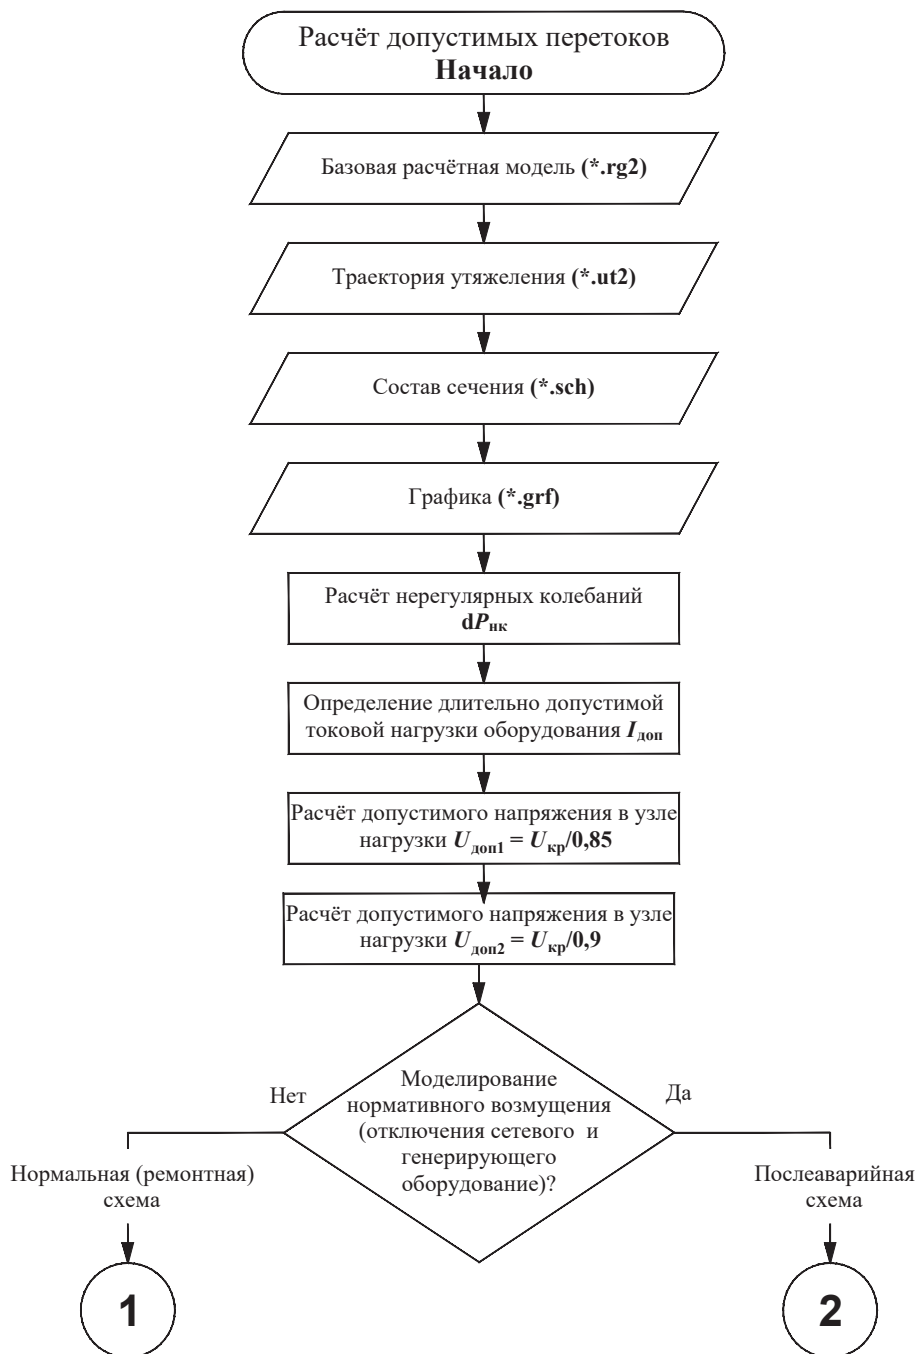 Расчёт допустимых перетоков
Начало
Базовая расчётная модель (*.rg2)
Траектория утяжеления (*.ut2)
Состав сечения (*.sch)
Графика (*.grf)
Расчёт нерегулярных колебаний
dPнк
Определение длительно допустимой
токовой нагрузки оборудования Iдоп
Расчёт допустимого напряжения в узле
нагрузки Uдоп1 = Uкр/0,85
Расчёт допустимого напряжения в узле
нагрузки Uдоп2 = Uкр/0,9
Моделирование
нормативного возмущения
(отключения сетевого и
генерирующего
оборудование)?
Нет
Да
Нормальная (ремонтная)
схема
Послеаварийная
схема
1
2